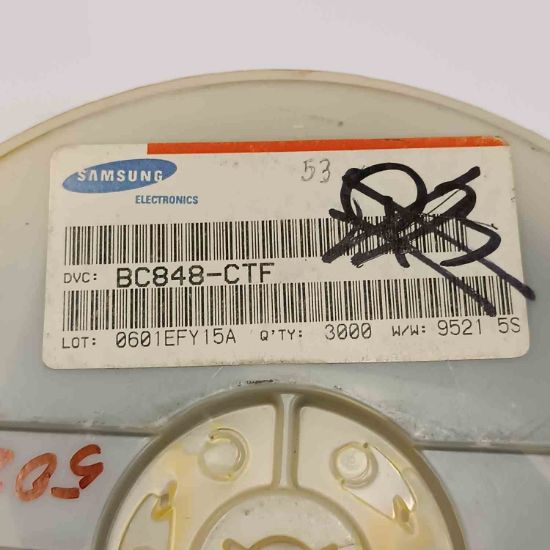 53
SAMSUNG
ELECTRONICS
DVC: BC848-CTF
LOT: 0601EFY15A Q'TY: 3000 W/W: 9521 5S